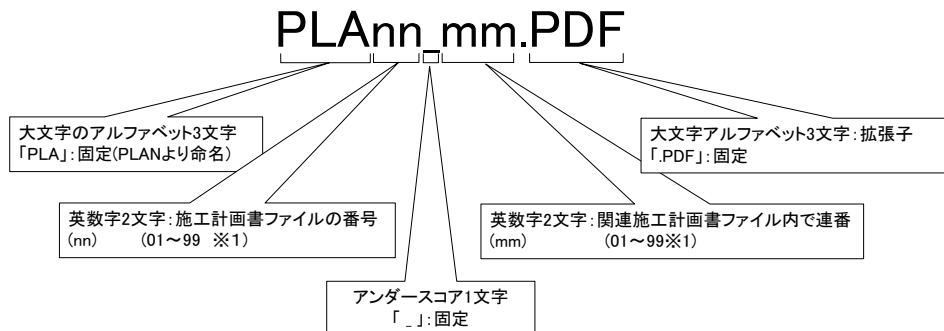 PLAnn_mm.PDF
大文字のアルファベット3文字
「PLA」:固定(PLANより命名)
大文字アルファベット3文字:拡張子
「.PDF」:固定
英数字2文字:施工計画書ファイルの番号
(nn) (01～99 ※1)
英数字2文字:関連施工計画書ファイル内で連番
(mm) (01～99※1)
アンダースコア1文字
「 _ 」:固定